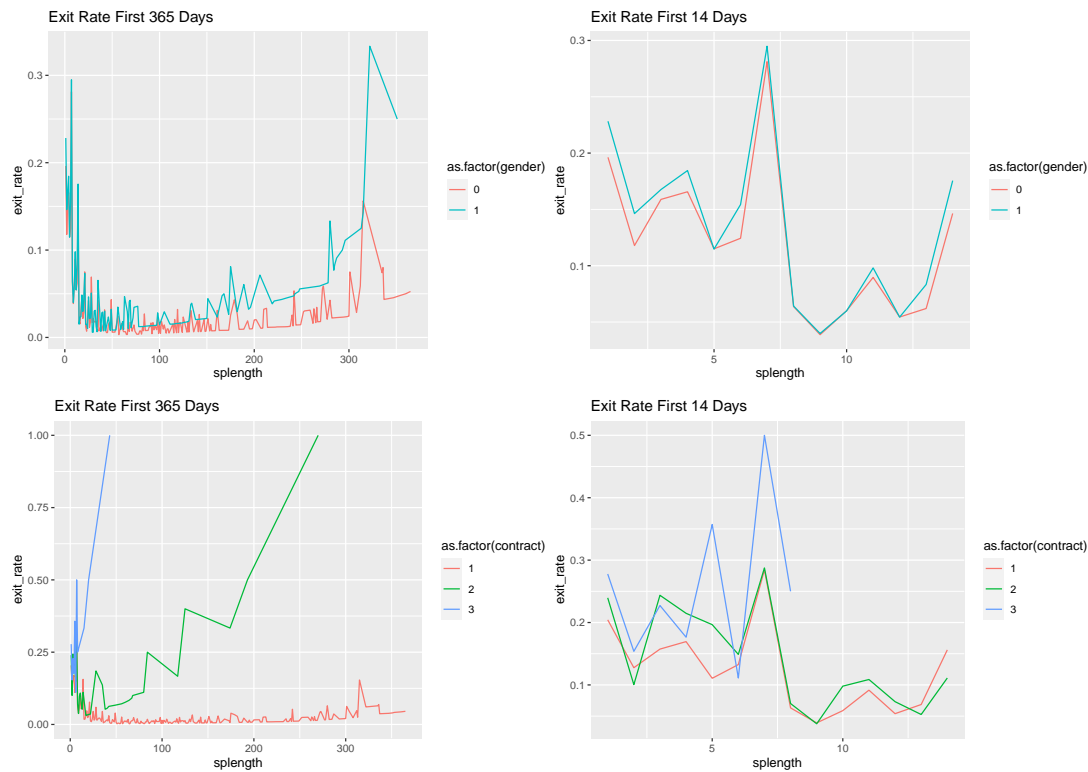 Exit Rate First 365 Days
0.3
0.2
0.1
0.0
exit_rate
0
100
200
300
splength
as.factor(gender)
0
1
Exit Rate First 14 Days
0.3
0.2
0.1
exit_rate
5
10
splength
as.factor(gender)
0
1
Exit Rate First 365 Days
1.00
0.75
0.50
0.25
0.00
exit_rate
0
100
200
300
splength
as.factor(contract)
1
2
3
Exit Rate First 14 Days
0.5
0.4
0.3
0.2
0.1
exit_rate
5
10
splength
as.factor(contract)
1
2
3